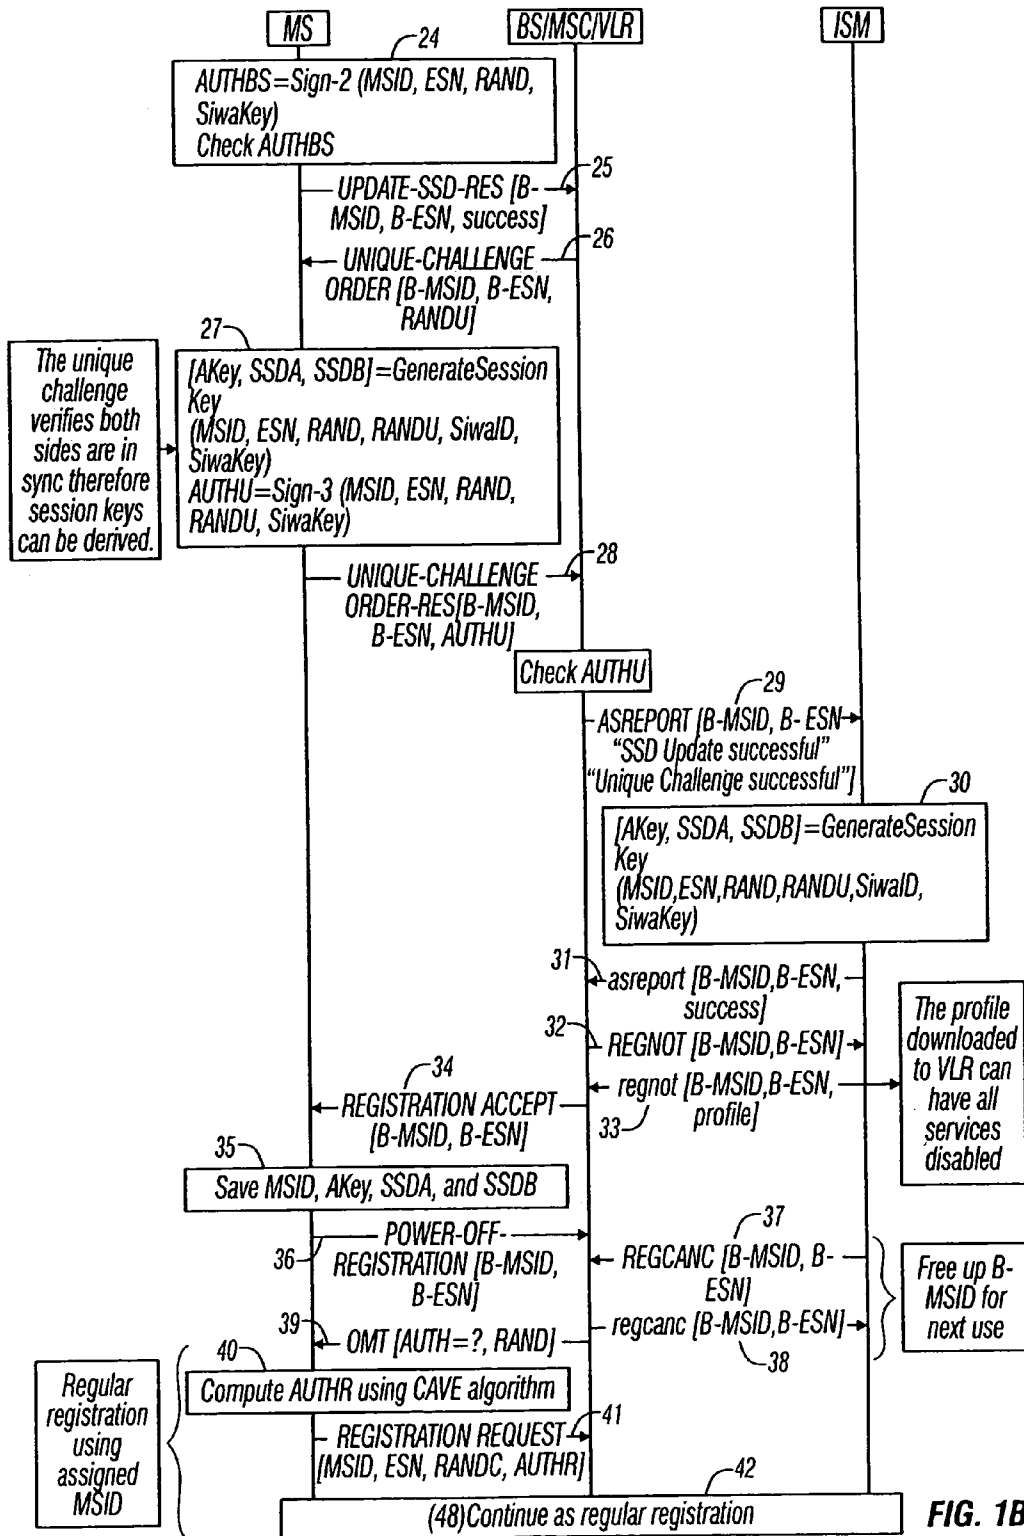 MS
BS/MSC/VLR
ISM
24
AUTHBS=Sign-2 (MSID, ESN, RAND,
SiwaKey)
Check AUTHBS
25
UPDATE-SSD-RES [B-
MSID, B-ESN, success]
26
UNIQUE-CHALLENGE
ORDER [B-MSID, B-ESN,
RANDU]
27
The unique
challenge
verifies both
sides are in
sync therefore
session keys
can be derived.
[AKey, SSDA, SSDB]=GenerateSession
Key
(MSID, ESN, RAND, RANDU, SiwaID,
SiwaKey)
AUTHU=Sign-3 (MSID, ESN, RAND,
RANDU, SiwaKey)
28
UNIQUE-CHALLENGE
ORDER-RES[B-MSID,
B-ESN, AUTHU]
Check AUTHU
29
ASREPORT [B-MSID, B- ESN
“SSD Update successful”
“Unique Challenge successful”]
30
[AKey, SSDA, SSDB]=GenerateSession
Key
(MSID,ESN,RAND,RANDU,SiwaID,
SiwaKey)
31
asreport [B-MSID,B-ESN,
success]
32
REGNOT [B-MSID,B-ESN]
The profile
downloaded
to VLR can
have all
services
disabled
regnot [B-MSID,B-ESN,
profile]
33
34
REGISTRATION ACCEPT
[B-MSID, B-ESN]
35
Save MSID, AKey, SSDA, and SSDB
36
POWER-OFF-
REGISTRATION [B-MSID,
B-ESN]
37
REGCANC [B-MSID, B-
ESN]
regcanc [B-MSID,B-ESN]
38
Free up B-
MSID for
next use
39
OMT [AUTH=?, RAND]
40
Compute AUTHR using CAVE algorithm
41
REGISTRATION REQUEST
[MSID, ESN, RANDC, AUTHR]
Regular
registration
using
assigned
MSID
42
(48)Continue as regular registration
FIG. 1B